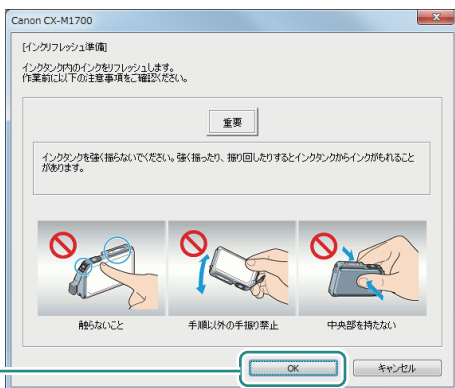 Canon CX-M1700
[インクリフレッシュ準備]
インクタンク内のインクをリフレッシュします。
作業前に以下の注意事項をご確認ください。
重要
インクタンクを強く揺らないでください。強く揺ったり、振り回したりするとインクタンクからインクがもれること
があります。
触らないこと
手順以外の手振り禁止
中央部を持たない
OK
キャンセル